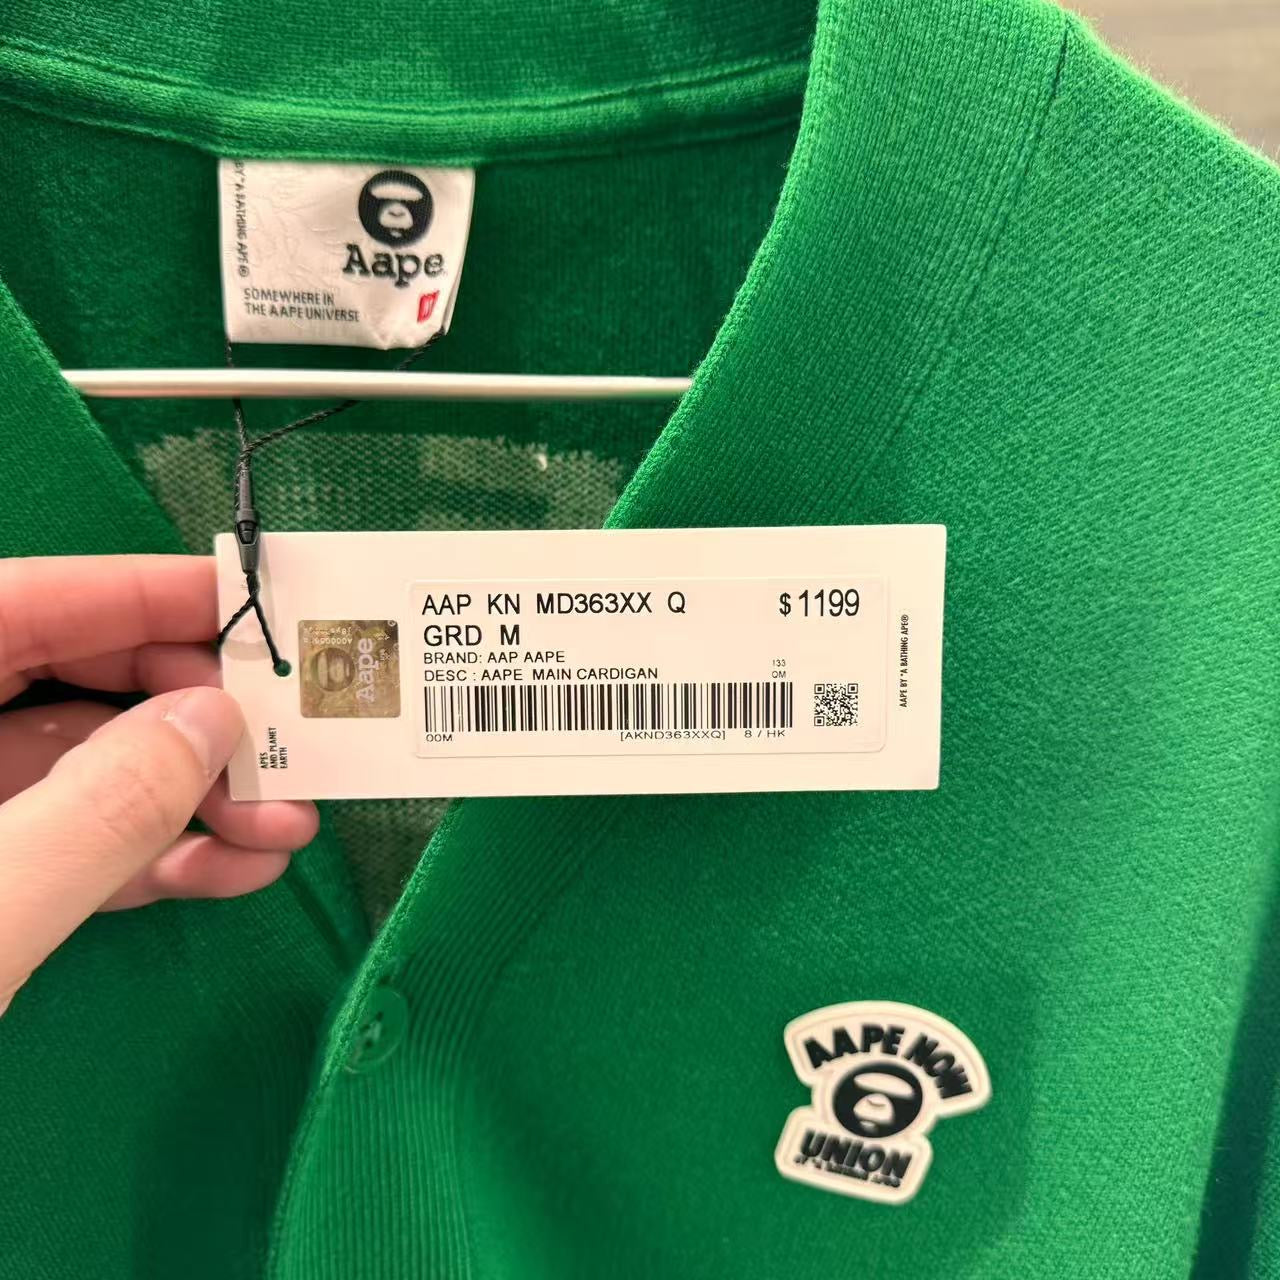 BY *A BATHING APE®
Aape
SOMEWHERE IN
THE AAPE UNIVERSE
AAP KN MD363XX Q
$1199
GRD M
BRAND: AAP AAPE
DESC : AAPE MAIN CARDIGAN
133
QM
00M
[AKND363XXQ]
8 / HK
Aape
APES
AND PLANET
EARTH
AAPE BY *A BATHING APE®
AAPE NOW
UNION